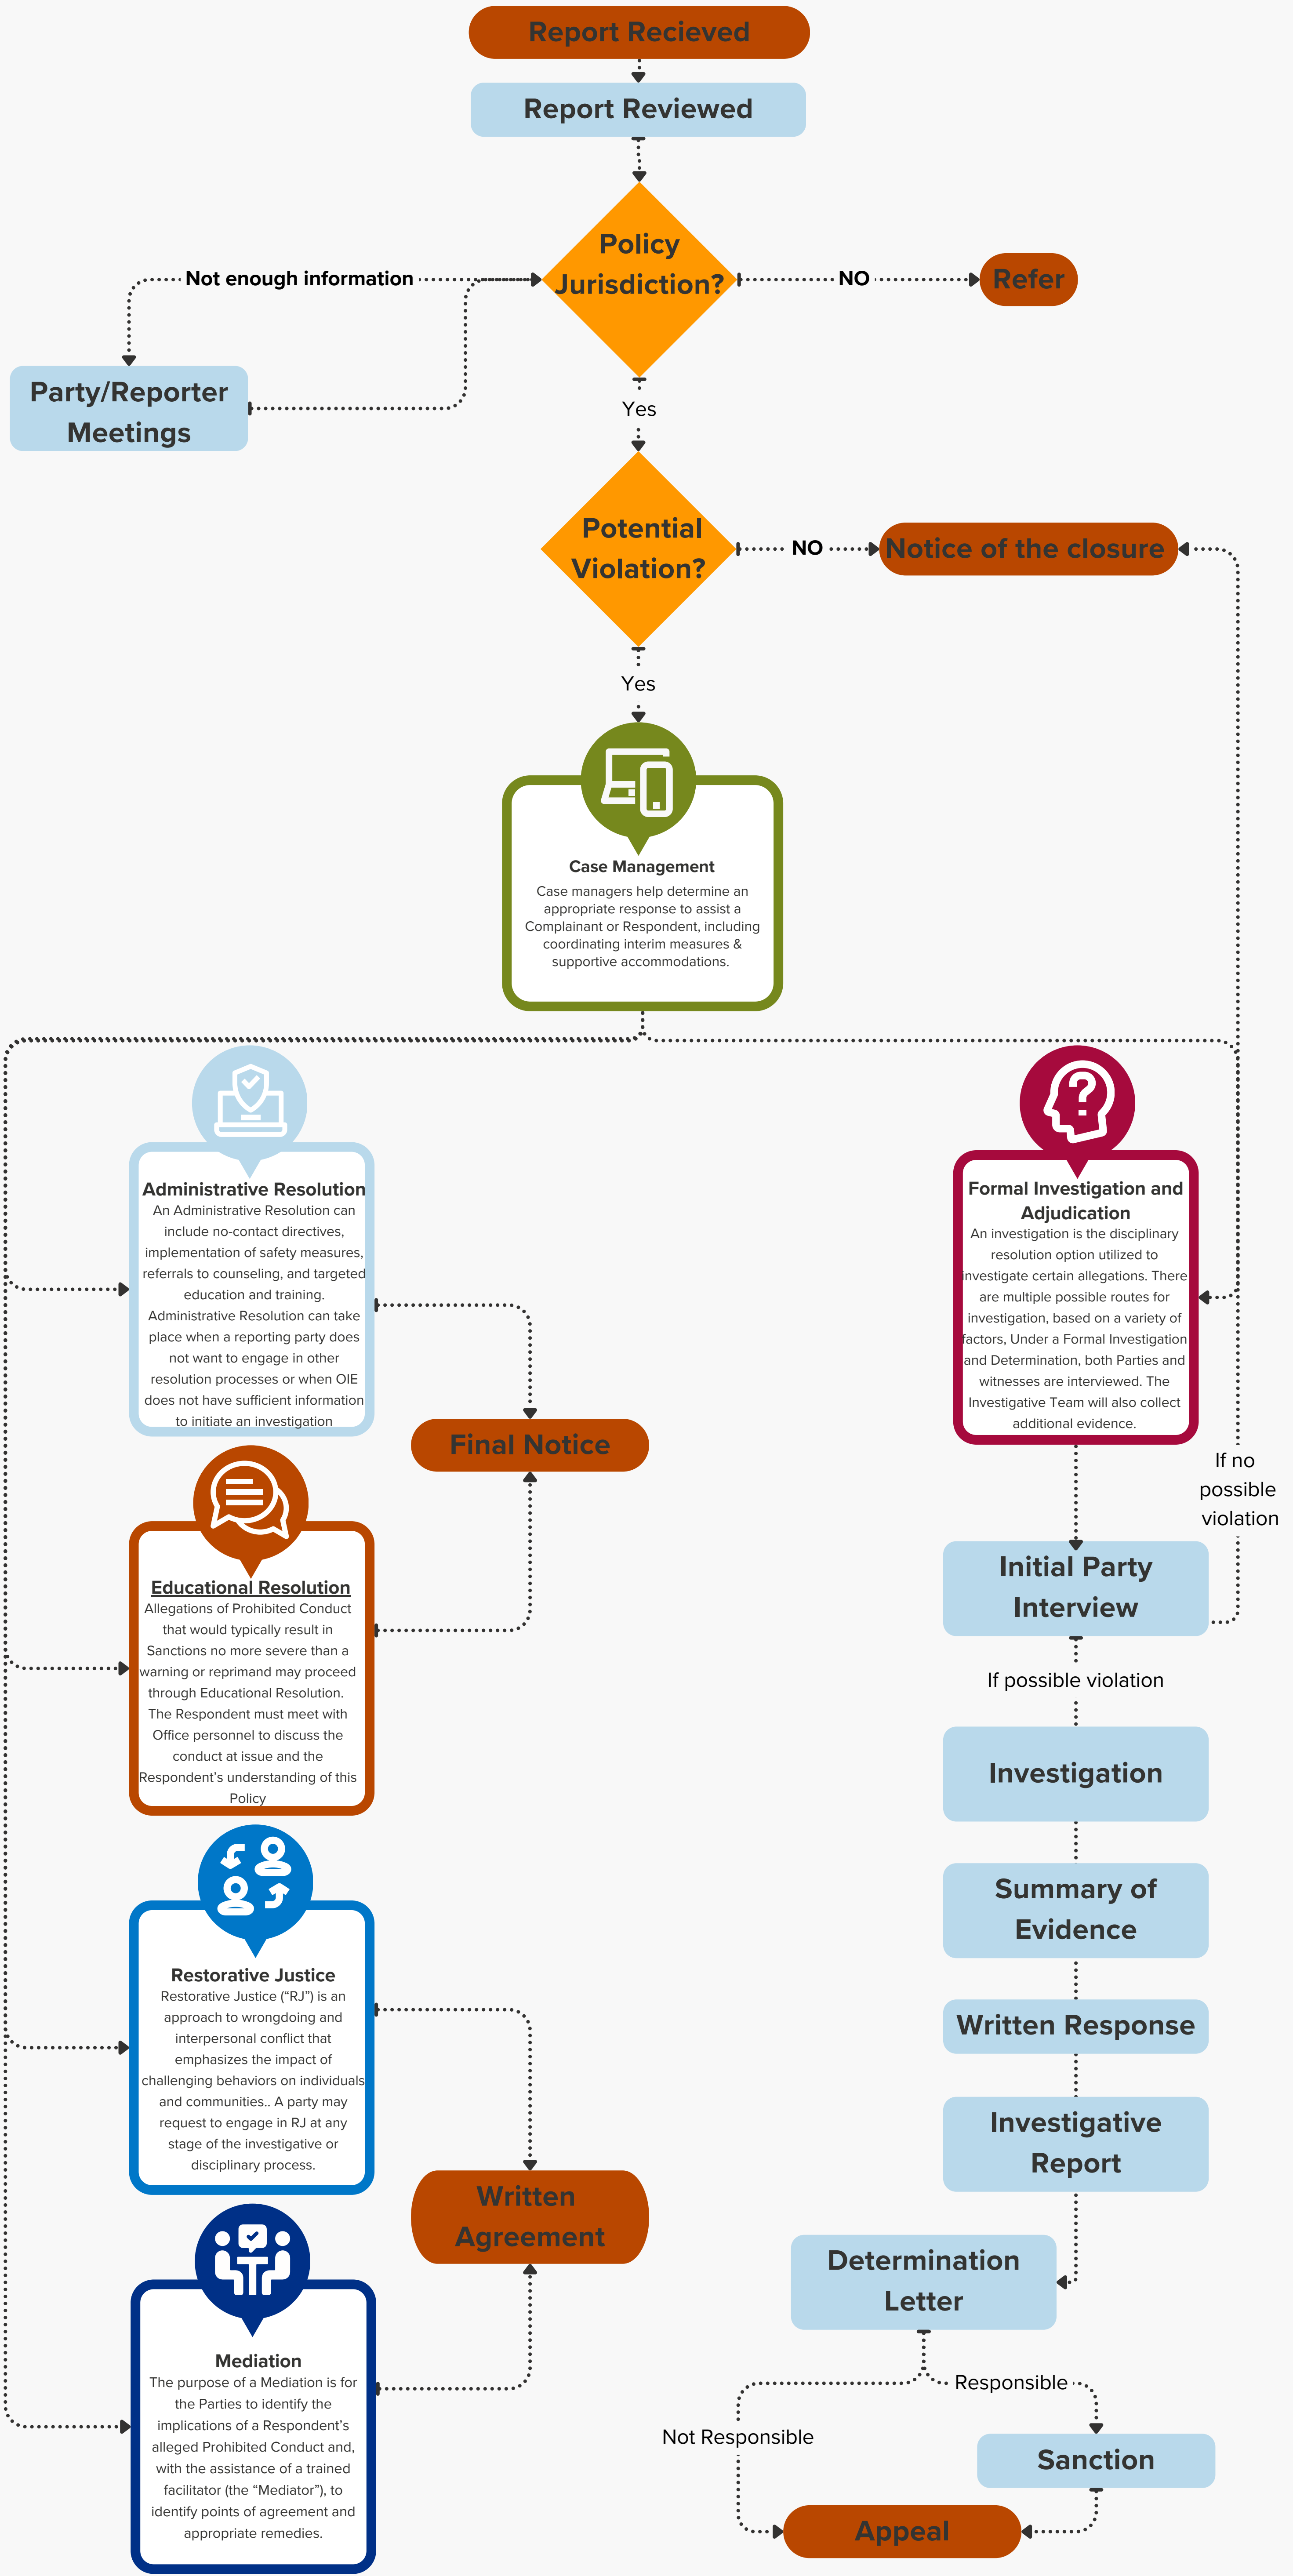 Report Recieved
Report Reviewed
Policy
Jurisdiction?
Not enough information
NO
Refer
Party/Reporter
Meetings
Yes
Potential
Violation?
NO
Notice of the closure
Yes
Case Management
Case managers help determine an
appropriate response to assist a
Complainant or Respondent, including
coordinating interim measures &
supportive accommodations.
Administrative Resolution
An Administrative Resolution can
include no-contact directives,
implementation of safety measures,
referrals to counseling, and targeted
education and training.
Administrative Resolution can take
place when a reporting party does
not want to engage in other
resolution processes or when OIE
does not have sufficient information
to initiate an investigation
Final Notice
Educational Resolution
Allegations of Prohibited Conduct
that would typically result in
Sanctions no more severe than a
warning or reprimand may proceed
through Educational Resolution.
The Respondent must meet with
Office personnel to discuss the
conduct at issue and the
Respondent's understanding of this
Policy
Restorative Justice
Restorative Justice (“RJ”) is an
approach to wrongdoing and
interpersonal conflict that
emphasizes the impact of
challenging behaviors on individuals
and communities.. A party may
request to engage in RJ at any
stage of the investigative or
disciplinary process.
Written
Agreement
Mediation
The purpose of a Mediation is for
the Parties to identify the
implications of a Respondent's
alleged Prohibited Conduct and,
with the assistance of a trained
facilitator (the “Mediator”), to
identify points of agreement and
appropriate remedies.
Formal Investigation and
Adjudication
An investigation is the disciplinary
resolution option utilized to
investigate certain allegations. There
are multiple possible routes for
investigation, based on a variety of
factors, Under a Formal Investigation
and Determination, both Parties and
witnesses are interviewed. The
Investigative Team will also collect
additional evidence.
If no
possible
violation
Initial Party
Interview
If possible violation
Investigation
Summary of
Evidence
Written Response
Investigative
Report
Determination
Letter
Responsible
Not Responsible
Sanction
Appeal